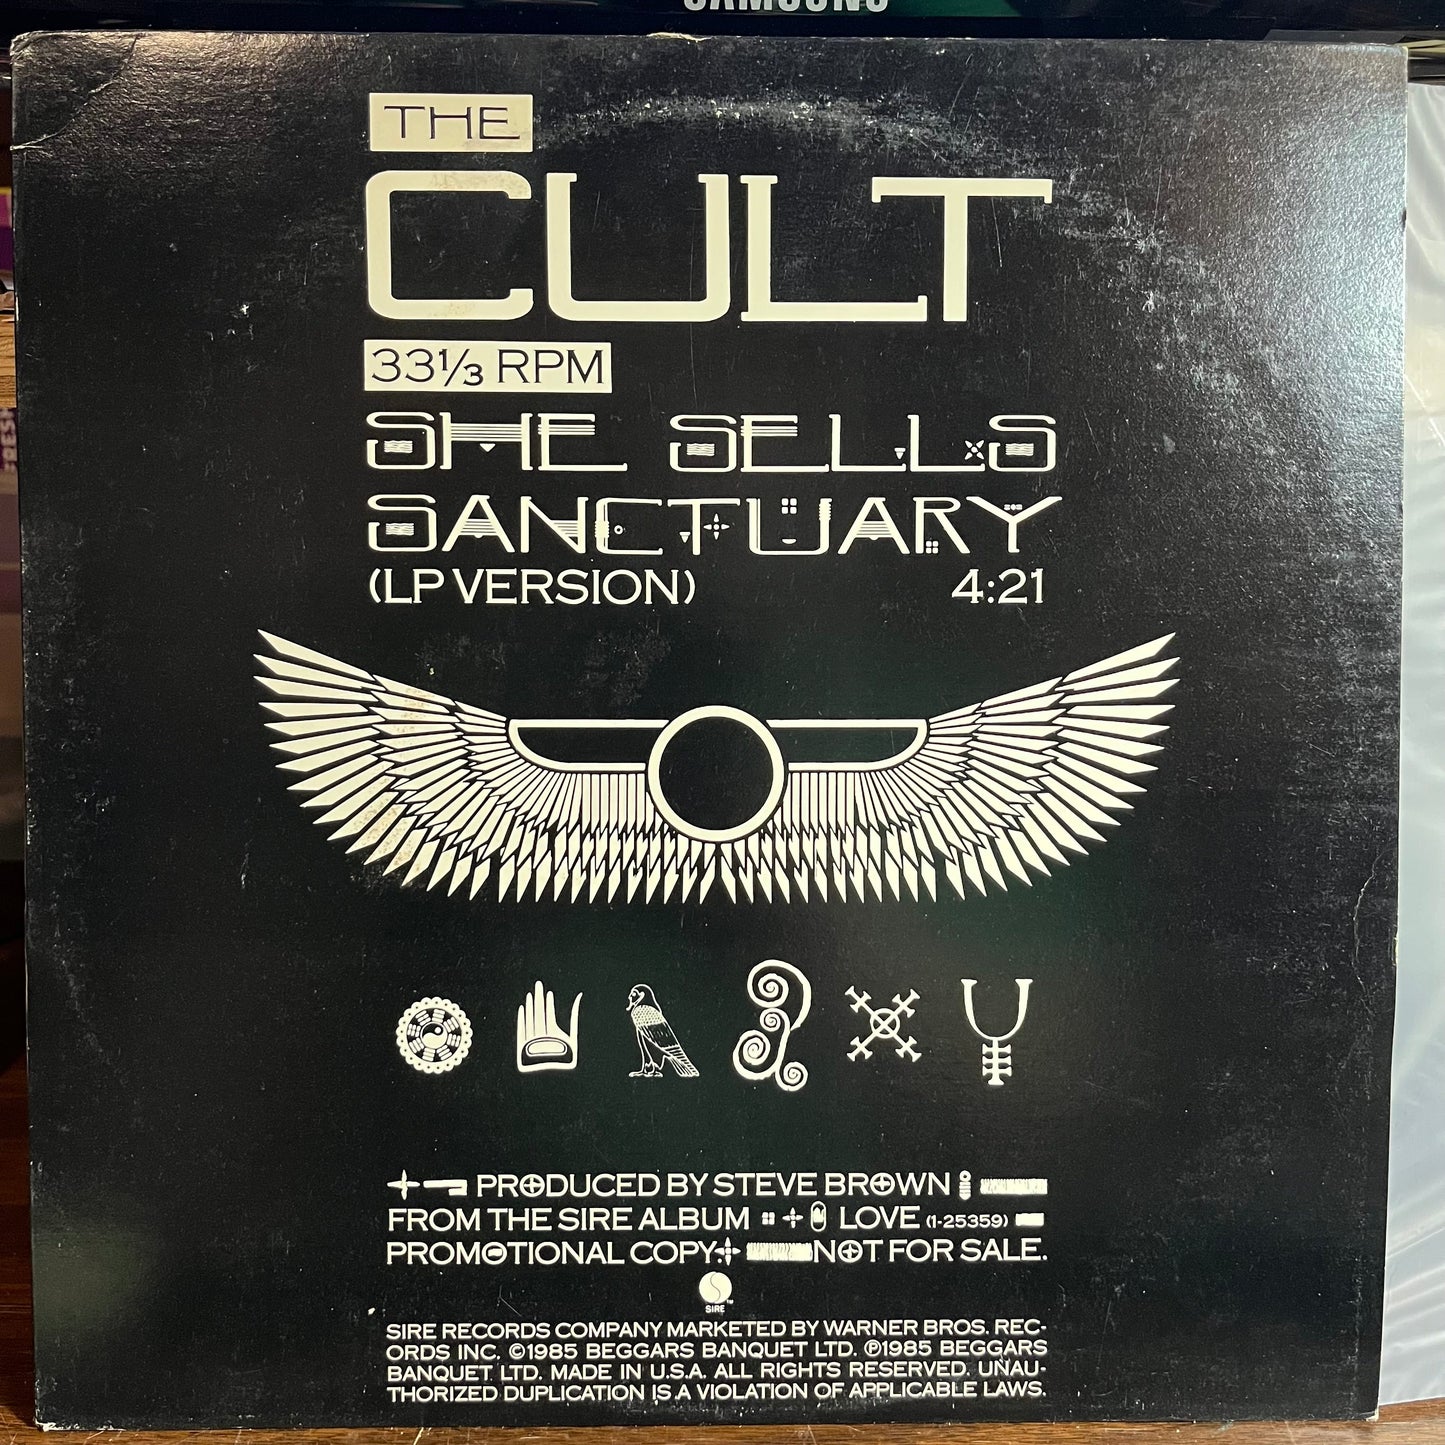 SAMSUNG
THE
CULT
33⅓ RPM
SHE SELLS
SANCTUARY
(LP VERSION) 4:21
PRODUCED BY STEVE BROWN
FROM THE SIRE ALBUM LOVE (1-25359)
PROMOTIONAL COPY NOT FOR SALE.
SIRE ™
SIRE RECORDS COMPANY MARKETED BY WARNER BROS. REC-
ORDS INC. ©1985 BEGGARS BANQUET LTD. ℗1985 BEGGARS
BANQUET LTD. MADE IN U.S.A. ALL RIGHTS RESERVED. UNAU-
THORIZED DUPLICATION IS A VIOLATION OF APPLICABLE LAWS.